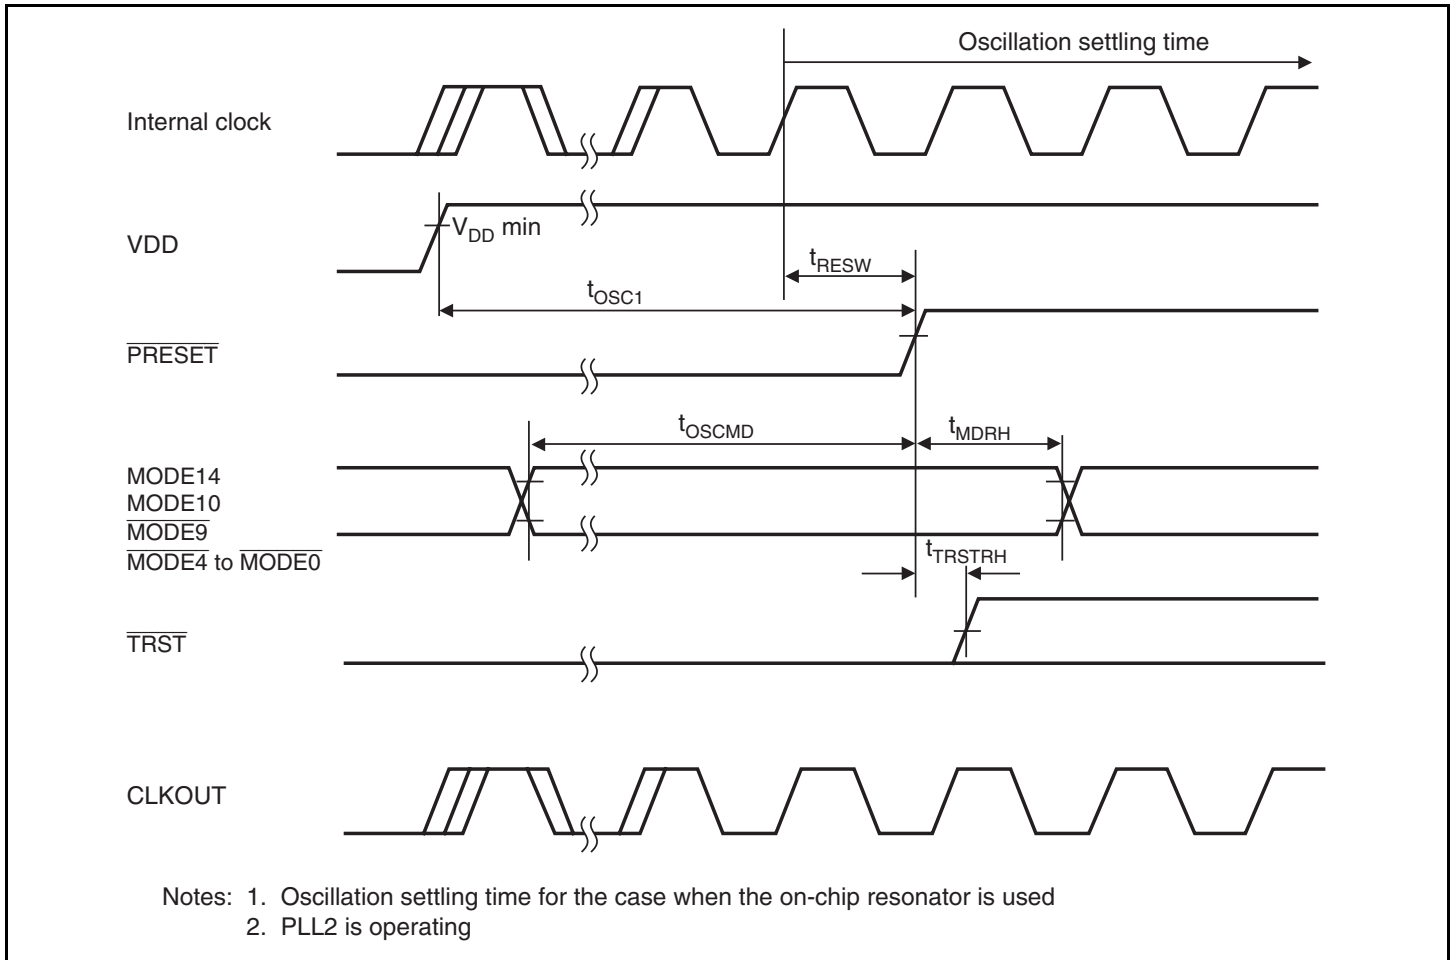 Oscillation settling time
Internal clock
VDD
VDD min
tRESW
tOSC1
PRESET
tOSCMD
tMDRH
MODE14
MODE10
MODE9
MODE4 to MODE0
tTRSTRH
TRST
CLKOUT
Notes: 1. Oscillation settling time for the case when the on-chip resonator is used
2. PLL2 is operating